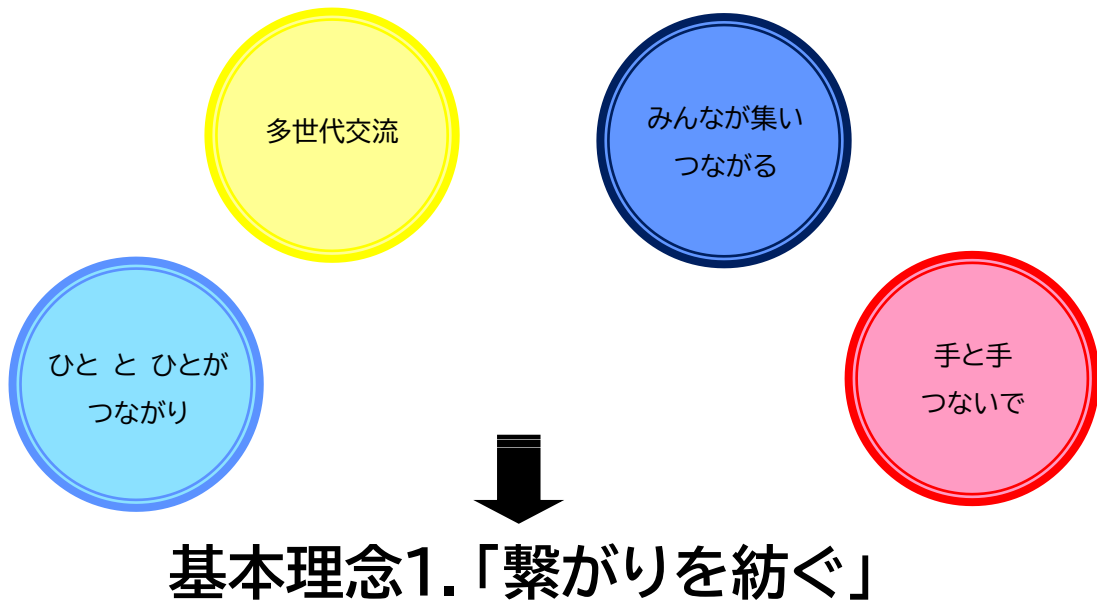 多世代交流
みんなが集い
つながる
ひと と ひとが
つながり
手と手
つないで
基本理念1.「繋がりを紡ぐ」